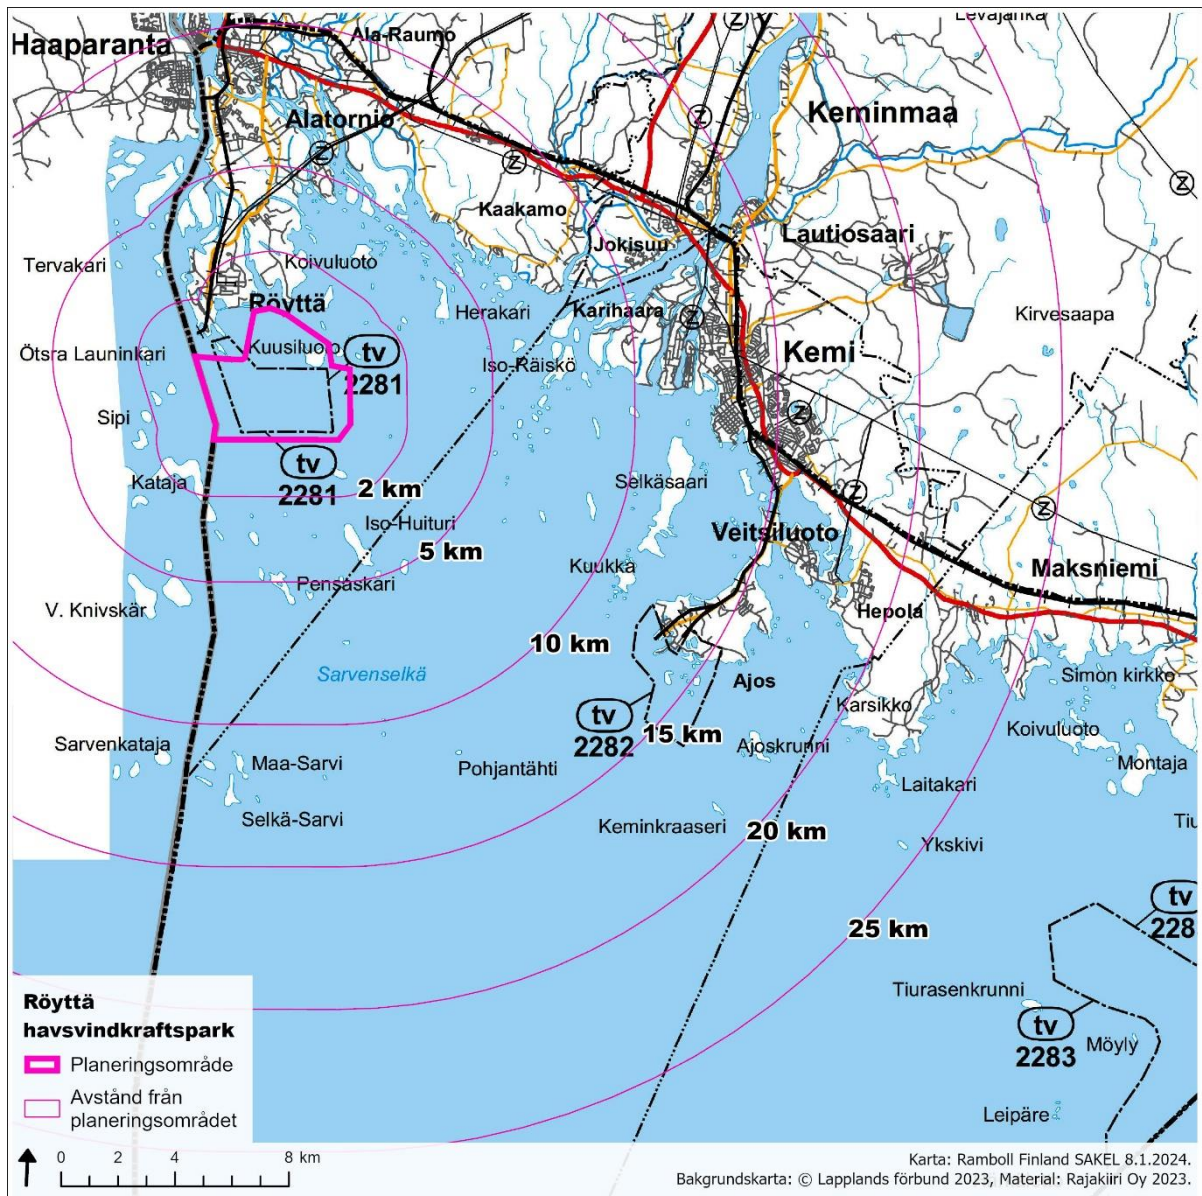 Haaparanta
Ala-Raumo
Levajänkä
Alatornio
Z
Z
Z
Z
Keminmaa
Z
Kaakamo
Jokisuu
Lautiosaari
Tervakari
Koivuluoto
Röyttä
Herakari
Karihaara
Z
Kirvesaapa
Ötsra Launinkari
Kuusiluoto
tv
2281
Iso-Räiskö
Kemi
Sipi
Z
tv
2281
Kataja
2 km
Selkäsaari
Z
Z
Iso-Huituri
Veitsiluoto
5 km
Kuukka
Maksniemi
V. Knivskär
Pensaskari
Hepola
10 km
Sarvenselkä
Ajos
Simon kirkko
Karsikko
tv
2282
15 km
Koivuluoto
Sarvenkataja
Maa-Sarvi
Pohjantähti
Ajoskrunni
Montaja
Laitakari
Selkä-Sarvi
Keminkraaseri
20 km
Tiu
Ykskivi
tv
228
25 km
Tiurasenkrunni
tv
2283
Möyly
Leipäre
Röyttä
havsvindkraftspark
Planeringsområde
Avstånd från
planeringsområdet
0 2 4 8 km
Karta: Ramboll Finland SAKEL 8.1.2024.
Bakgrundskarta: © Lapplands förbund 2023, Material: Rajakiiri Oy 2023.